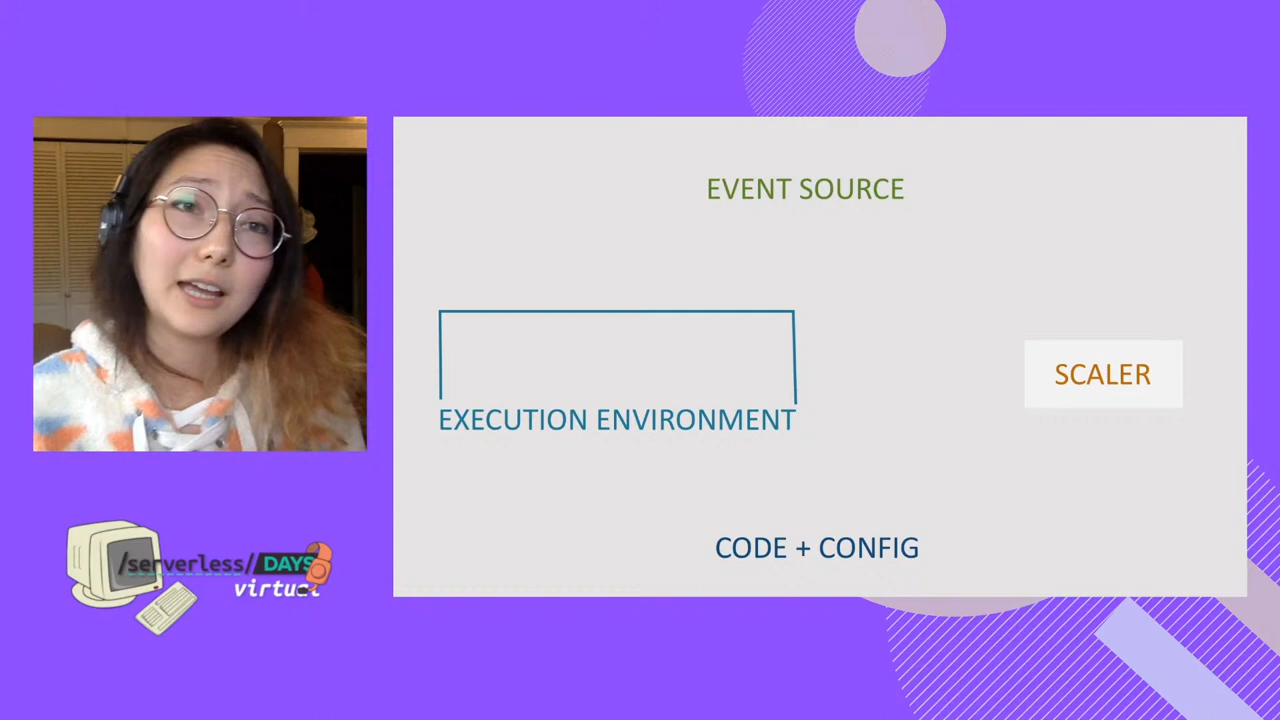 EVENT SOURCE
SCALER
EXECUTION ENVIRONMENT
CODE + CONFIG
/serverless/DAYS
virtual